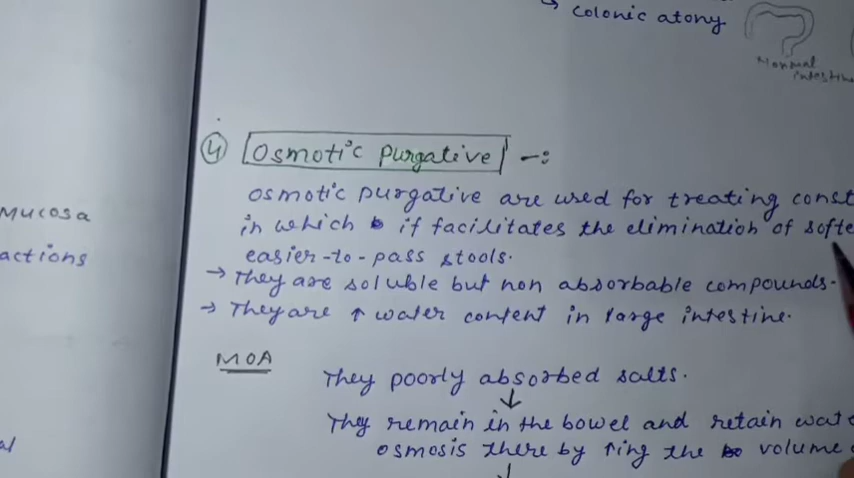 ↳ colonic atony
Normal
intestine
④ Osmotic Purgative -:
Osmotic purgative are used for treating const
in which if facilitates the elimination of softe
easier-to-pass stools.
→ They are soluble but non absorbable compounds.
→ They are ↑ water content in large intestine.
MOA
They poorly absorbed salts.
↓
They remain in the bowel and retain wat
osmosis there by ↑ing the volume
↓
Mucosa
actions
al